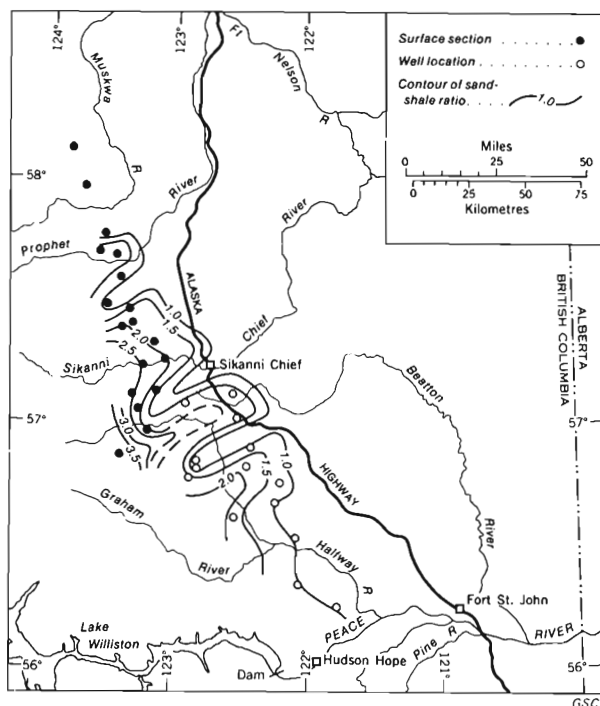 124°
123°
122°
Surface section
Well location
Contour of sand-
shale ratio 1.0
Miles
0 25 50
0 25 50 75
Kilometres
Muskwa
R
Ft
Nelson
R
58°
River
Prophet
River
ALASKA
Chief
1.0
1.5
2.0
2.5
Sikanni
Sikanni Chief
ALBERTA
BRITISH COLUMBIA
Beatton
57°
57°
3.0
3.5
1.0
1.5
2.0
HIGHWAY
Graham
River
Halfway
R
River
Fort St. John
PEACE
RIVER
Pine R
Lake
Williston
56°
123°
Dam
122°
Hudson Hope
121°
56°
GSC